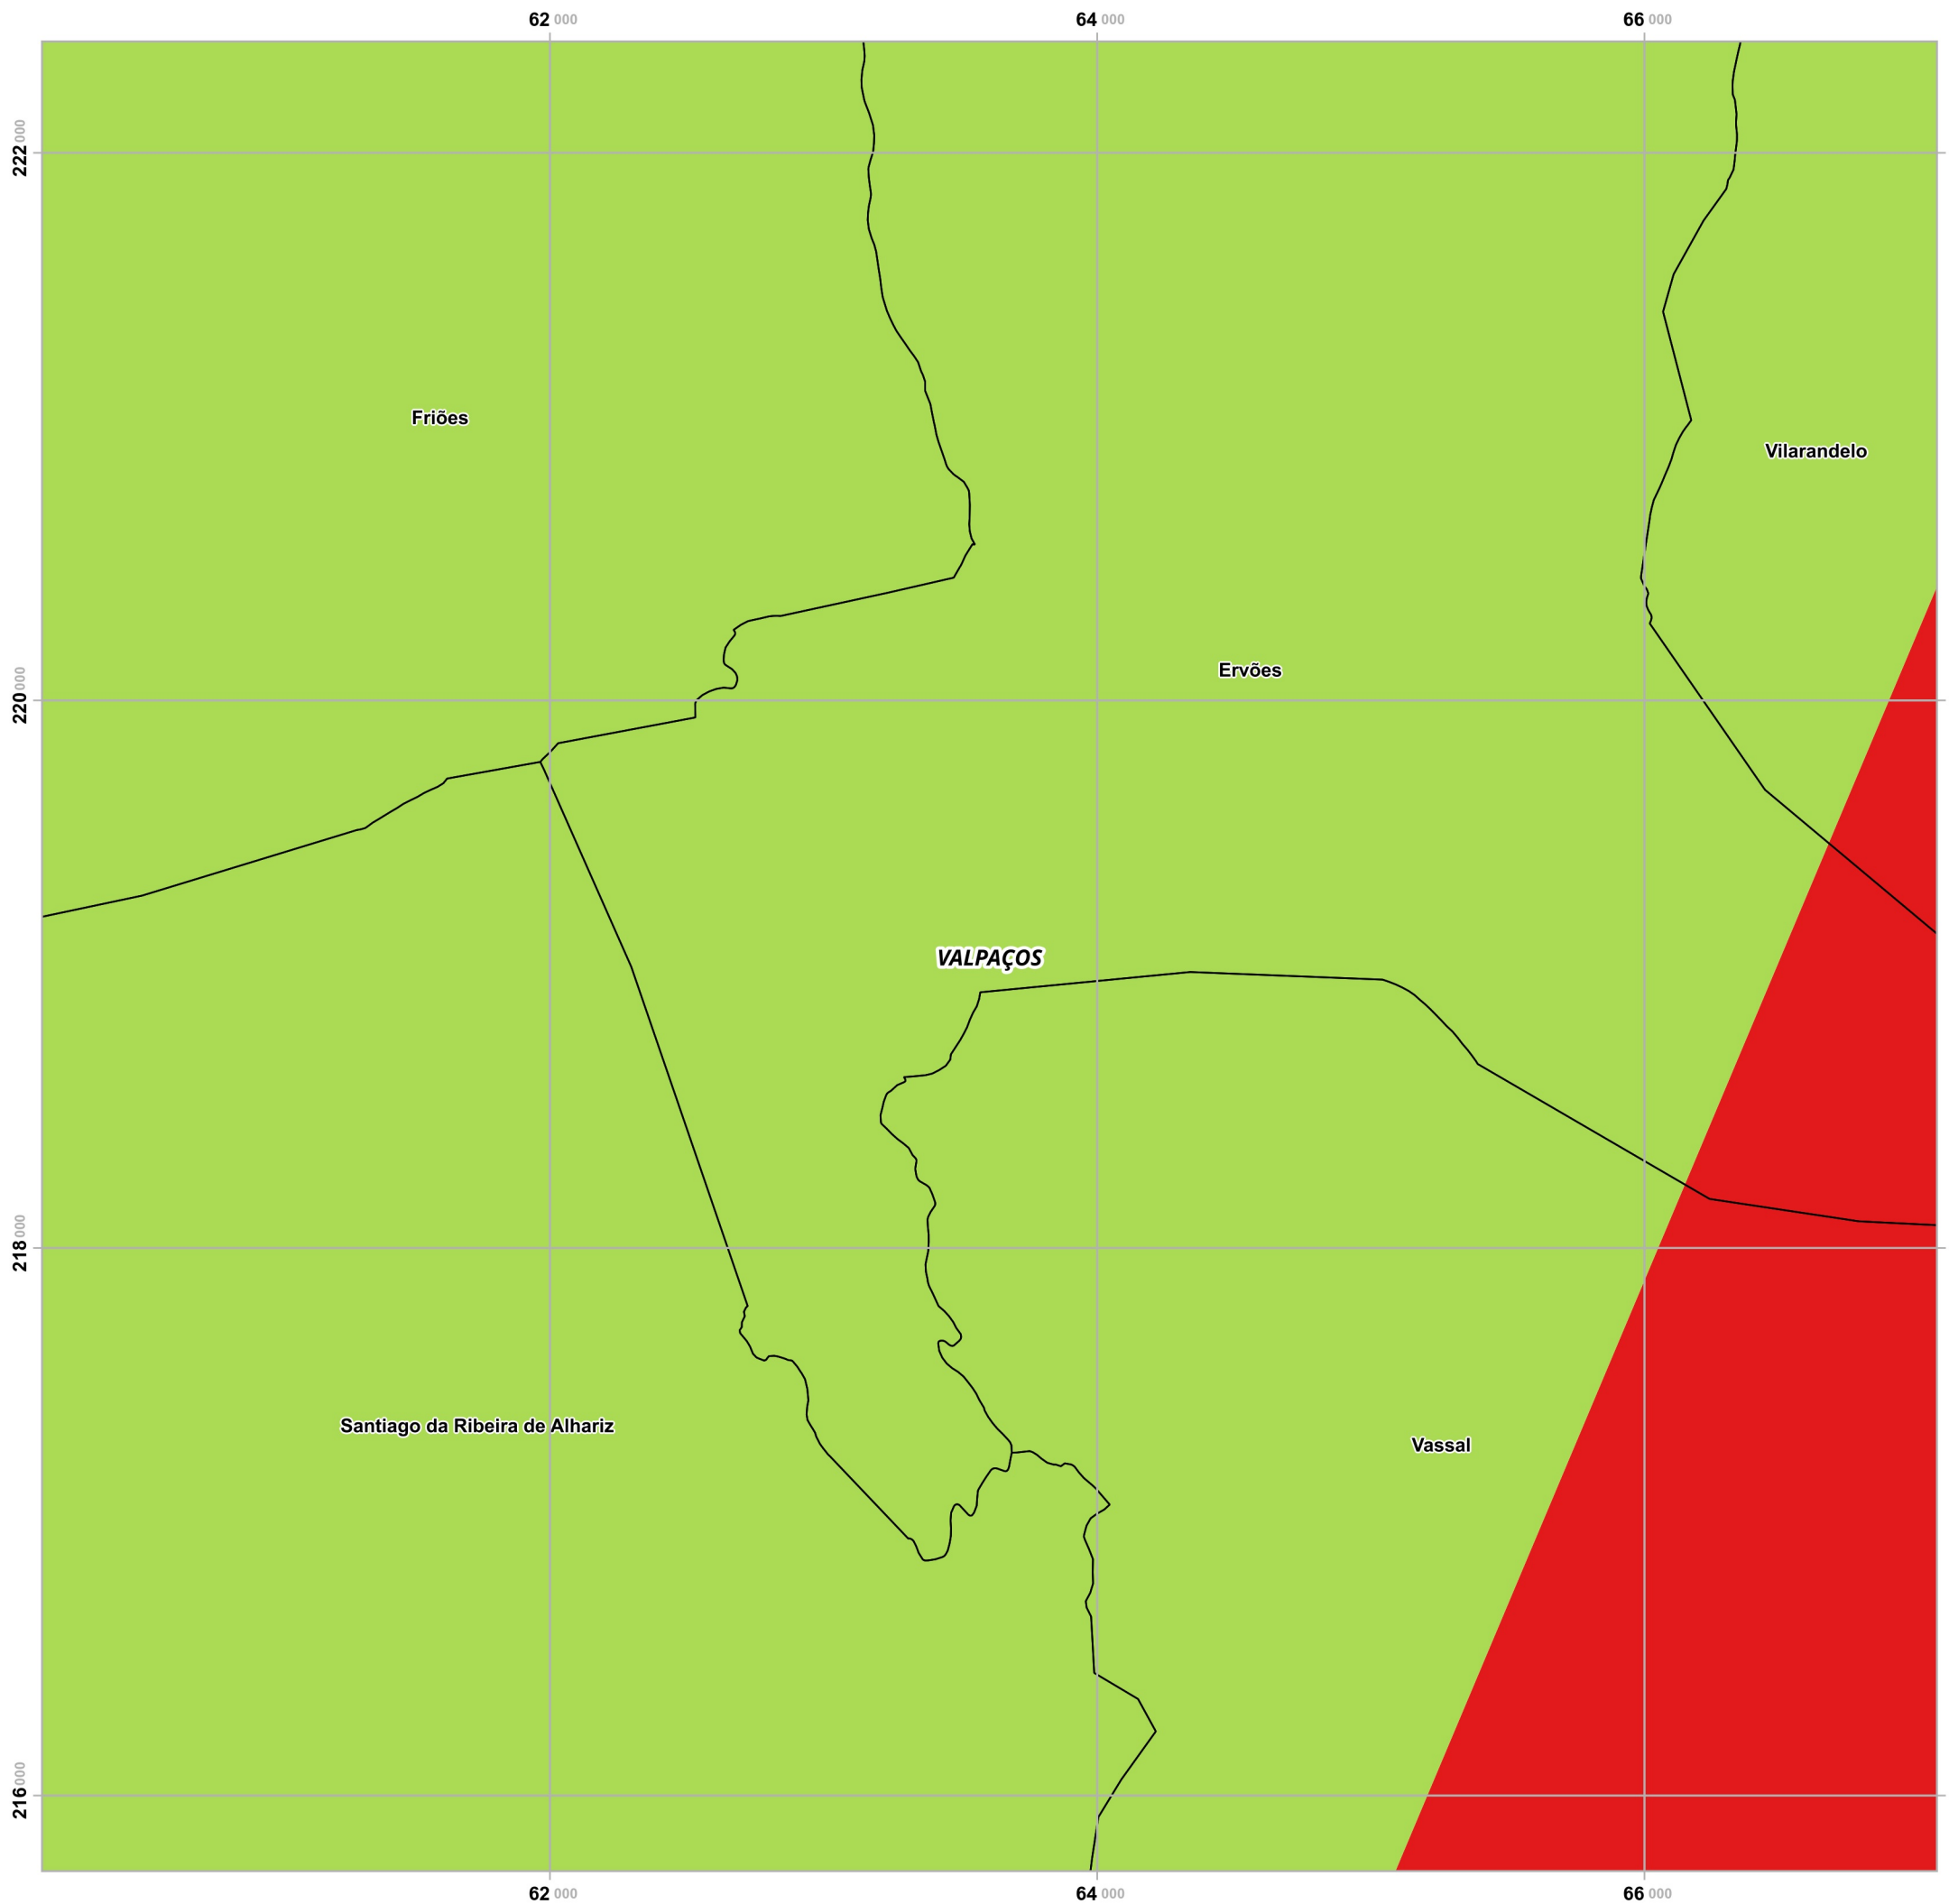 62 000 64 000 66 000
222 000
Friões
Vilarandelo
Ervões
220 000
VALPAÇOS
218 000
Santiago da Ribeira de Alhariz
Vassal
216 000
62 000 64 000 66 000